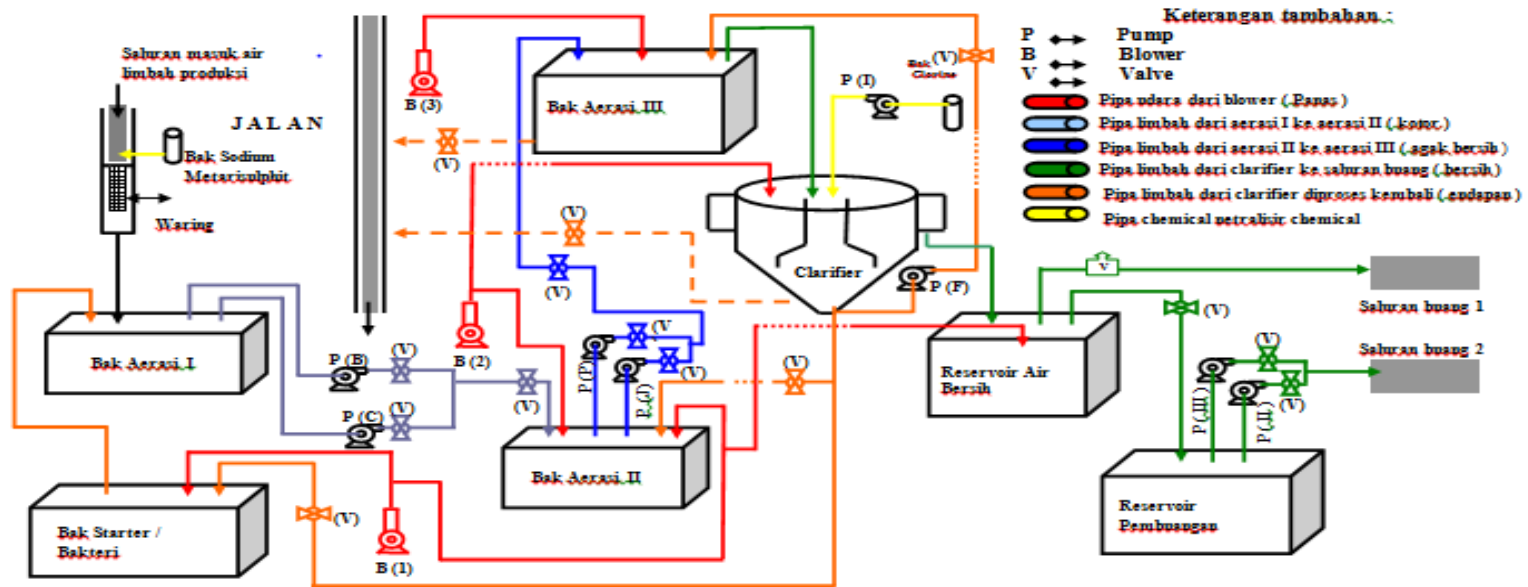 Keterangan tambahan :
P Pump
B Blower
V Valve
Pipa udara dari blower ( Panas )
Pipa limbah dari aerasi I ke aerasi II ( kotor )
Pipa limbah dari aerasi II ke aerasi III ( agak bersih )
Pipa limbah dari clarifier ke saluran buang ( bersih )
Pipa limbah dari clarifier diproses kembali ( endapan )
Pipa chemical netralisir chemical
Saluran masuk air
limbah produksi
JALAN
Bak Sodium
Metarisulphit
Waring
B (3)
Bak Aerasi III
(V)
P (I)
(V)
(V)
(V)
Clarifier
(V)
P (F)
V
Saluran buang 1
(V)
Bak Aerasi I
P (B)
(V)
B (2)
(V
P (P)
(V)
P (J)
(V)
(V)
Reservoir Air
Bersih
Saluran buang 2
(V)
P (III)
(V)
P (II)
P (C)
(V)
Bak Aerasi II
Bak Starter /
Bakteri
(V)
B (1)
Reservoir
Pembuangan